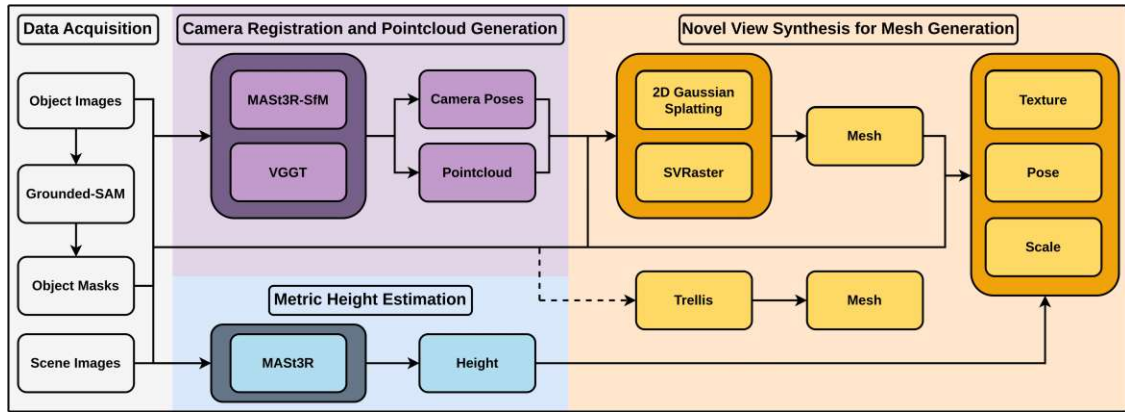 Data Acquisition
Camera Registration and Pointcloud Generation
Novel View Synthesis for Mesh Generation
Object Images
Grounded-SAM
Object Masks
Scene Images
MASt3R-SfM
VGGT
Camera Poses
Pointcloud
Metric Height Estimation
MASt3R
Height
2D Gaussian
Splatting
SVRaster
Mesh
Trellis
Mesh
Texture
Pose
Scale